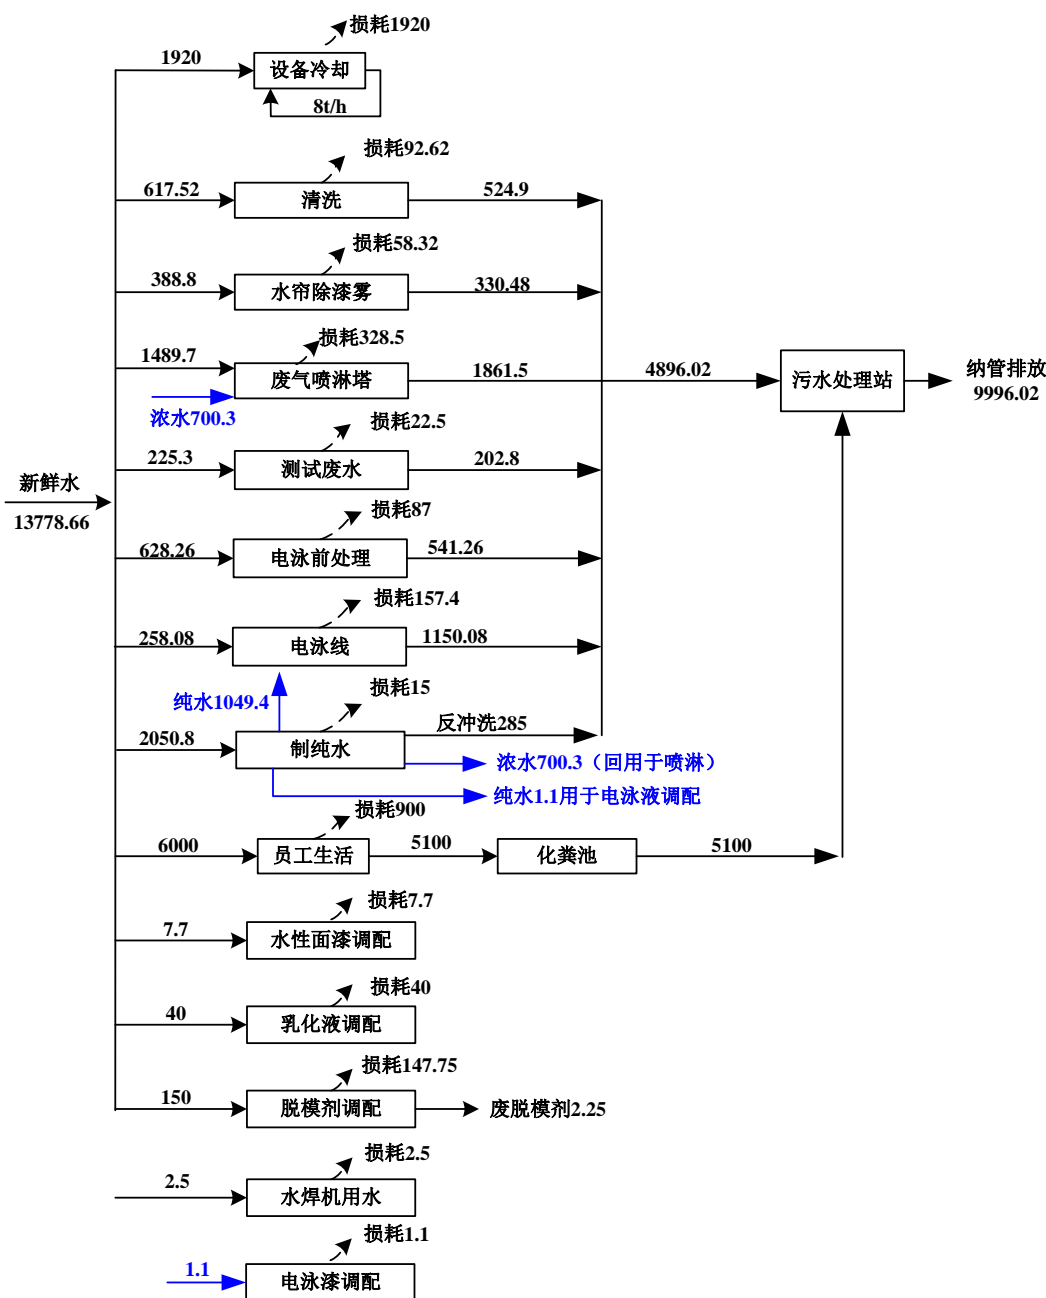 损耗1920
1920
设备冷却
8t/h
损耗92.62
617.52
清洗
524.9
损耗58.32
388.8
水帘除漆雾
330.48
损耗328.5
1489.7
废气喷淋塔
1861.5
4896.02
污水处理站
纳管排放
9996.02
浓水700.3
损耗22.5
225.3
测试废水
202.8
新鲜水
13778.66
损耗87
628.26
电泳前处理
541.26
损耗157.4
258.08
电泳线
1150.08
纯水1049.4
损耗15
2050.8
制纯水
反冲洗285
浓水700.3（回用于喷淋）
纯水1.1用于电泳液调配
损耗900
6000
员工生活
5100
化粪池
5100
损耗7.7
7.7
水性面漆调配
损耗40
40
乳化液调配
损耗147.75
150
脱模剂调配
废脱模剂2.25
损耗2.5
2.5
水焊机用水
损耗1.1
1.1
电泳漆调配